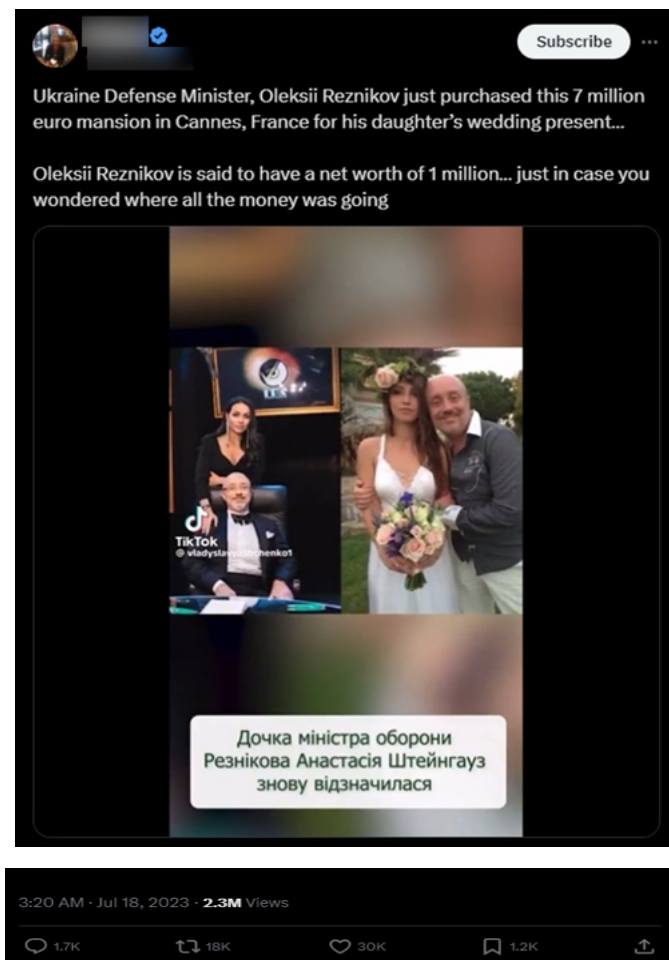 Subscribe
Ukraine Defense Minister, Oleksii Reznikov just purchased this 7 million
euro mansion in Cannes, France for his daughter's wedding present...
Oleksii Reznikov is said to have a net worth of 1 million... just in case you
wondered where all the money was going
TikTok
Дочка міністра оборони
Резнікова Анастасія Штейнгауз
знову відзначилася
3:20 AM · Jul 18, 2023 · 2.3M Views
1.7K 18K 30K 1.2K